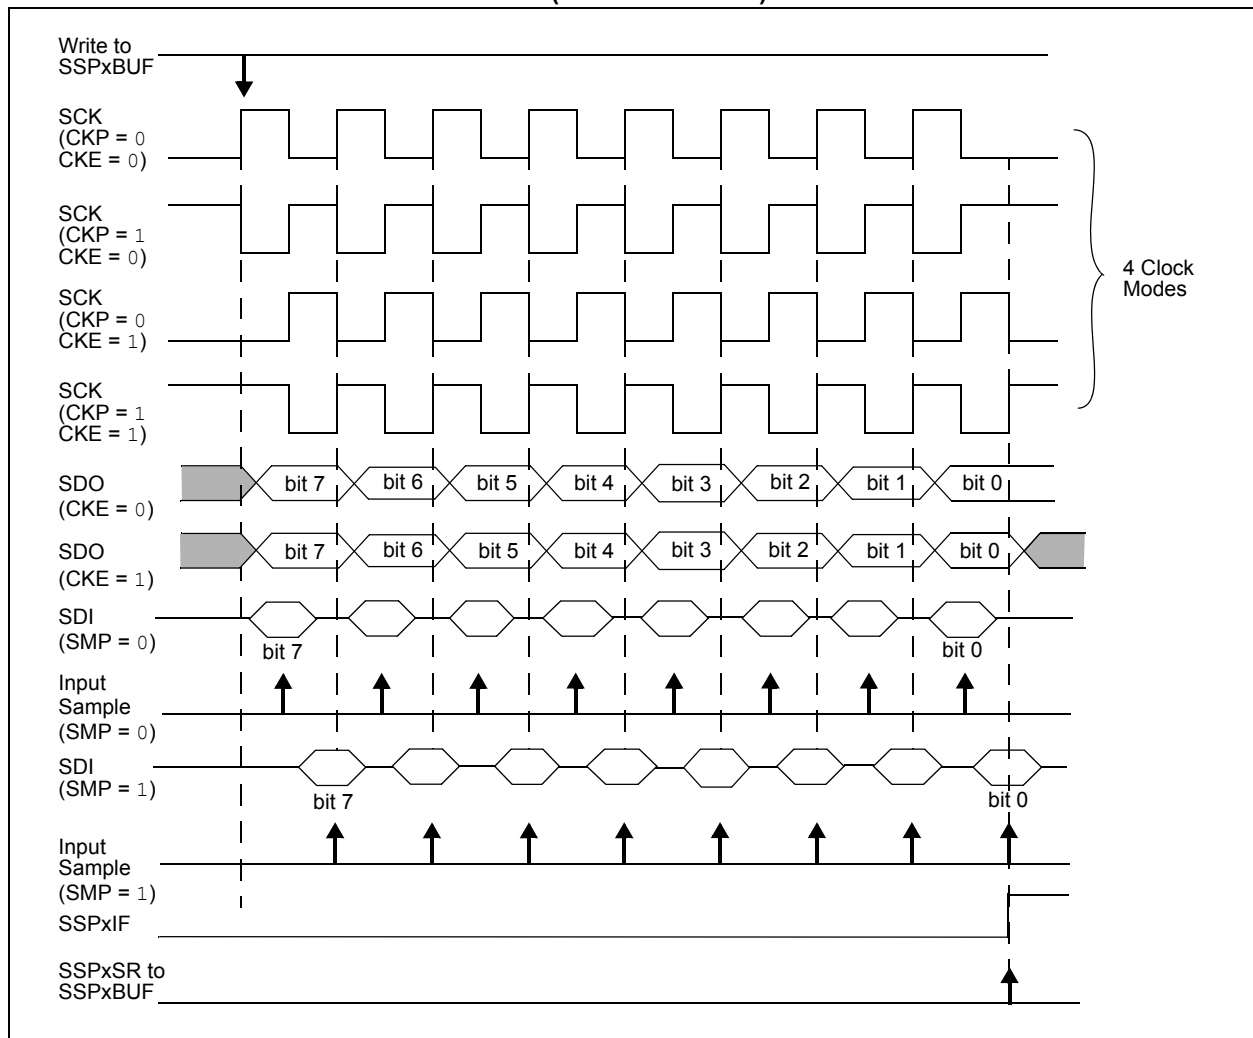 Write to
SSPxBUF
SCK
(CKP = 0
CKE = 0)
SCK
(CKP = 1
CKE = 0)
SCK
(CKP = 0
CKE = 1)
SCK
(CKP = 1
CKE = 1)
4 Clock
Modes
SDO
(CKE = 0)
bit 7 bit 6 bit 5 bit 4 bit 3 bit 2 bit 1 bit 0
SDO
(CKE = 1)
bit 7 bit 6 bit 5 bit 4 bit 3 bit 2 bit 1 bit 0
SDI
(SMP = 0)
bit 7 bit 0
Input
Sample
(SMP = 0)
SDI
(SMP = 1)
bit 7 bit 0
Input
Sample
(SMP = 1)
SSPxIF
SSPxSR to
SSPxBUF